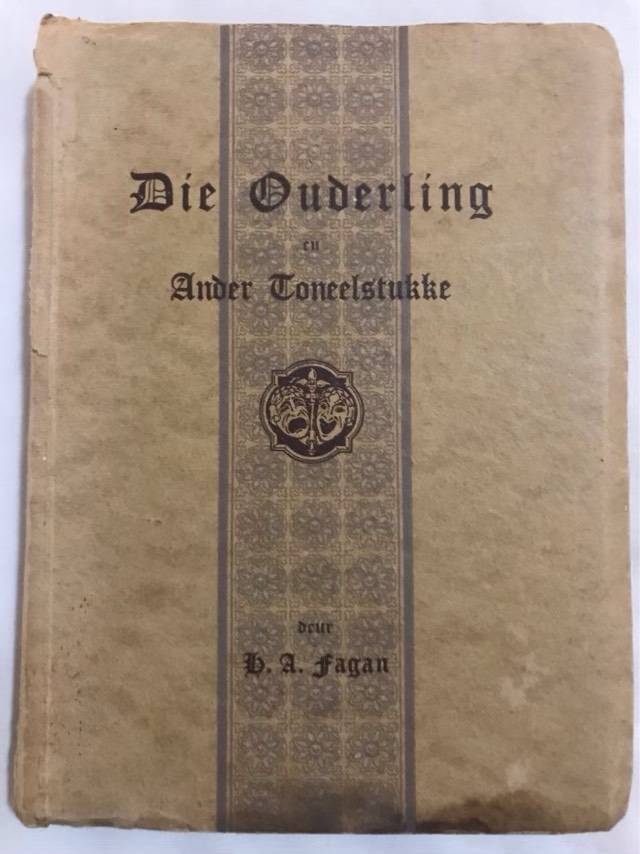 Die Ouderling
en
Ander Toneelstukke
deur
H. A. Fagan